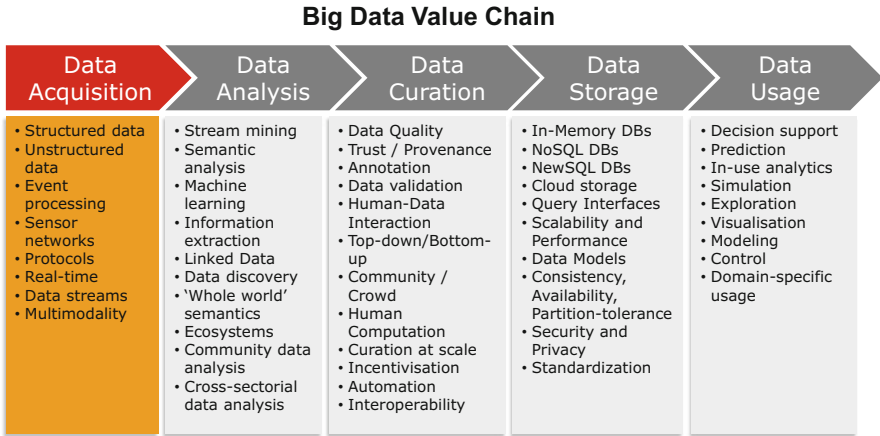 Big Data Value Chain
Data
Acquisition
Data
Analysis
Data
Curation
Data
Storage
Data
Usage
• Structured data
• Unstructured
data
• Event
processing
• Sensor
networks
• Protocols
• Real-time
• Data streams
• Multimodality
• Stream mining
• Semantic
analysis
• Machine
learning
• Information
extraction
• Linked Data
• Data discovery
• ‘Whole world’
semantics
• Ecosystems
• Community data
analysis
• Cross-sectorial
data analysis
• Data Quality
• Trust / Provenance
• Annotation
• Data validation
• Human-Data
Interaction
• Top-down/Bottom-
up
• Community /
Crowd
• Human
Computation
• Curation at scale
• Incentivisation
• Automation
• Interoperability
• In-Memory DBs
• NoSQL DBs
• NewSQL DBs
• Cloud storage
• Query Interfaces
• Scalability and
Performance
• Data Models
• Consistency,
Availability,
Partition-tolerance
• Security and
Privacy
• Standardization
• Decision support
• Prediction
• In-use analytics
• Simulation
• Exploration
• Visualisation
• Modeling
• Control
• Domain-specific
usage